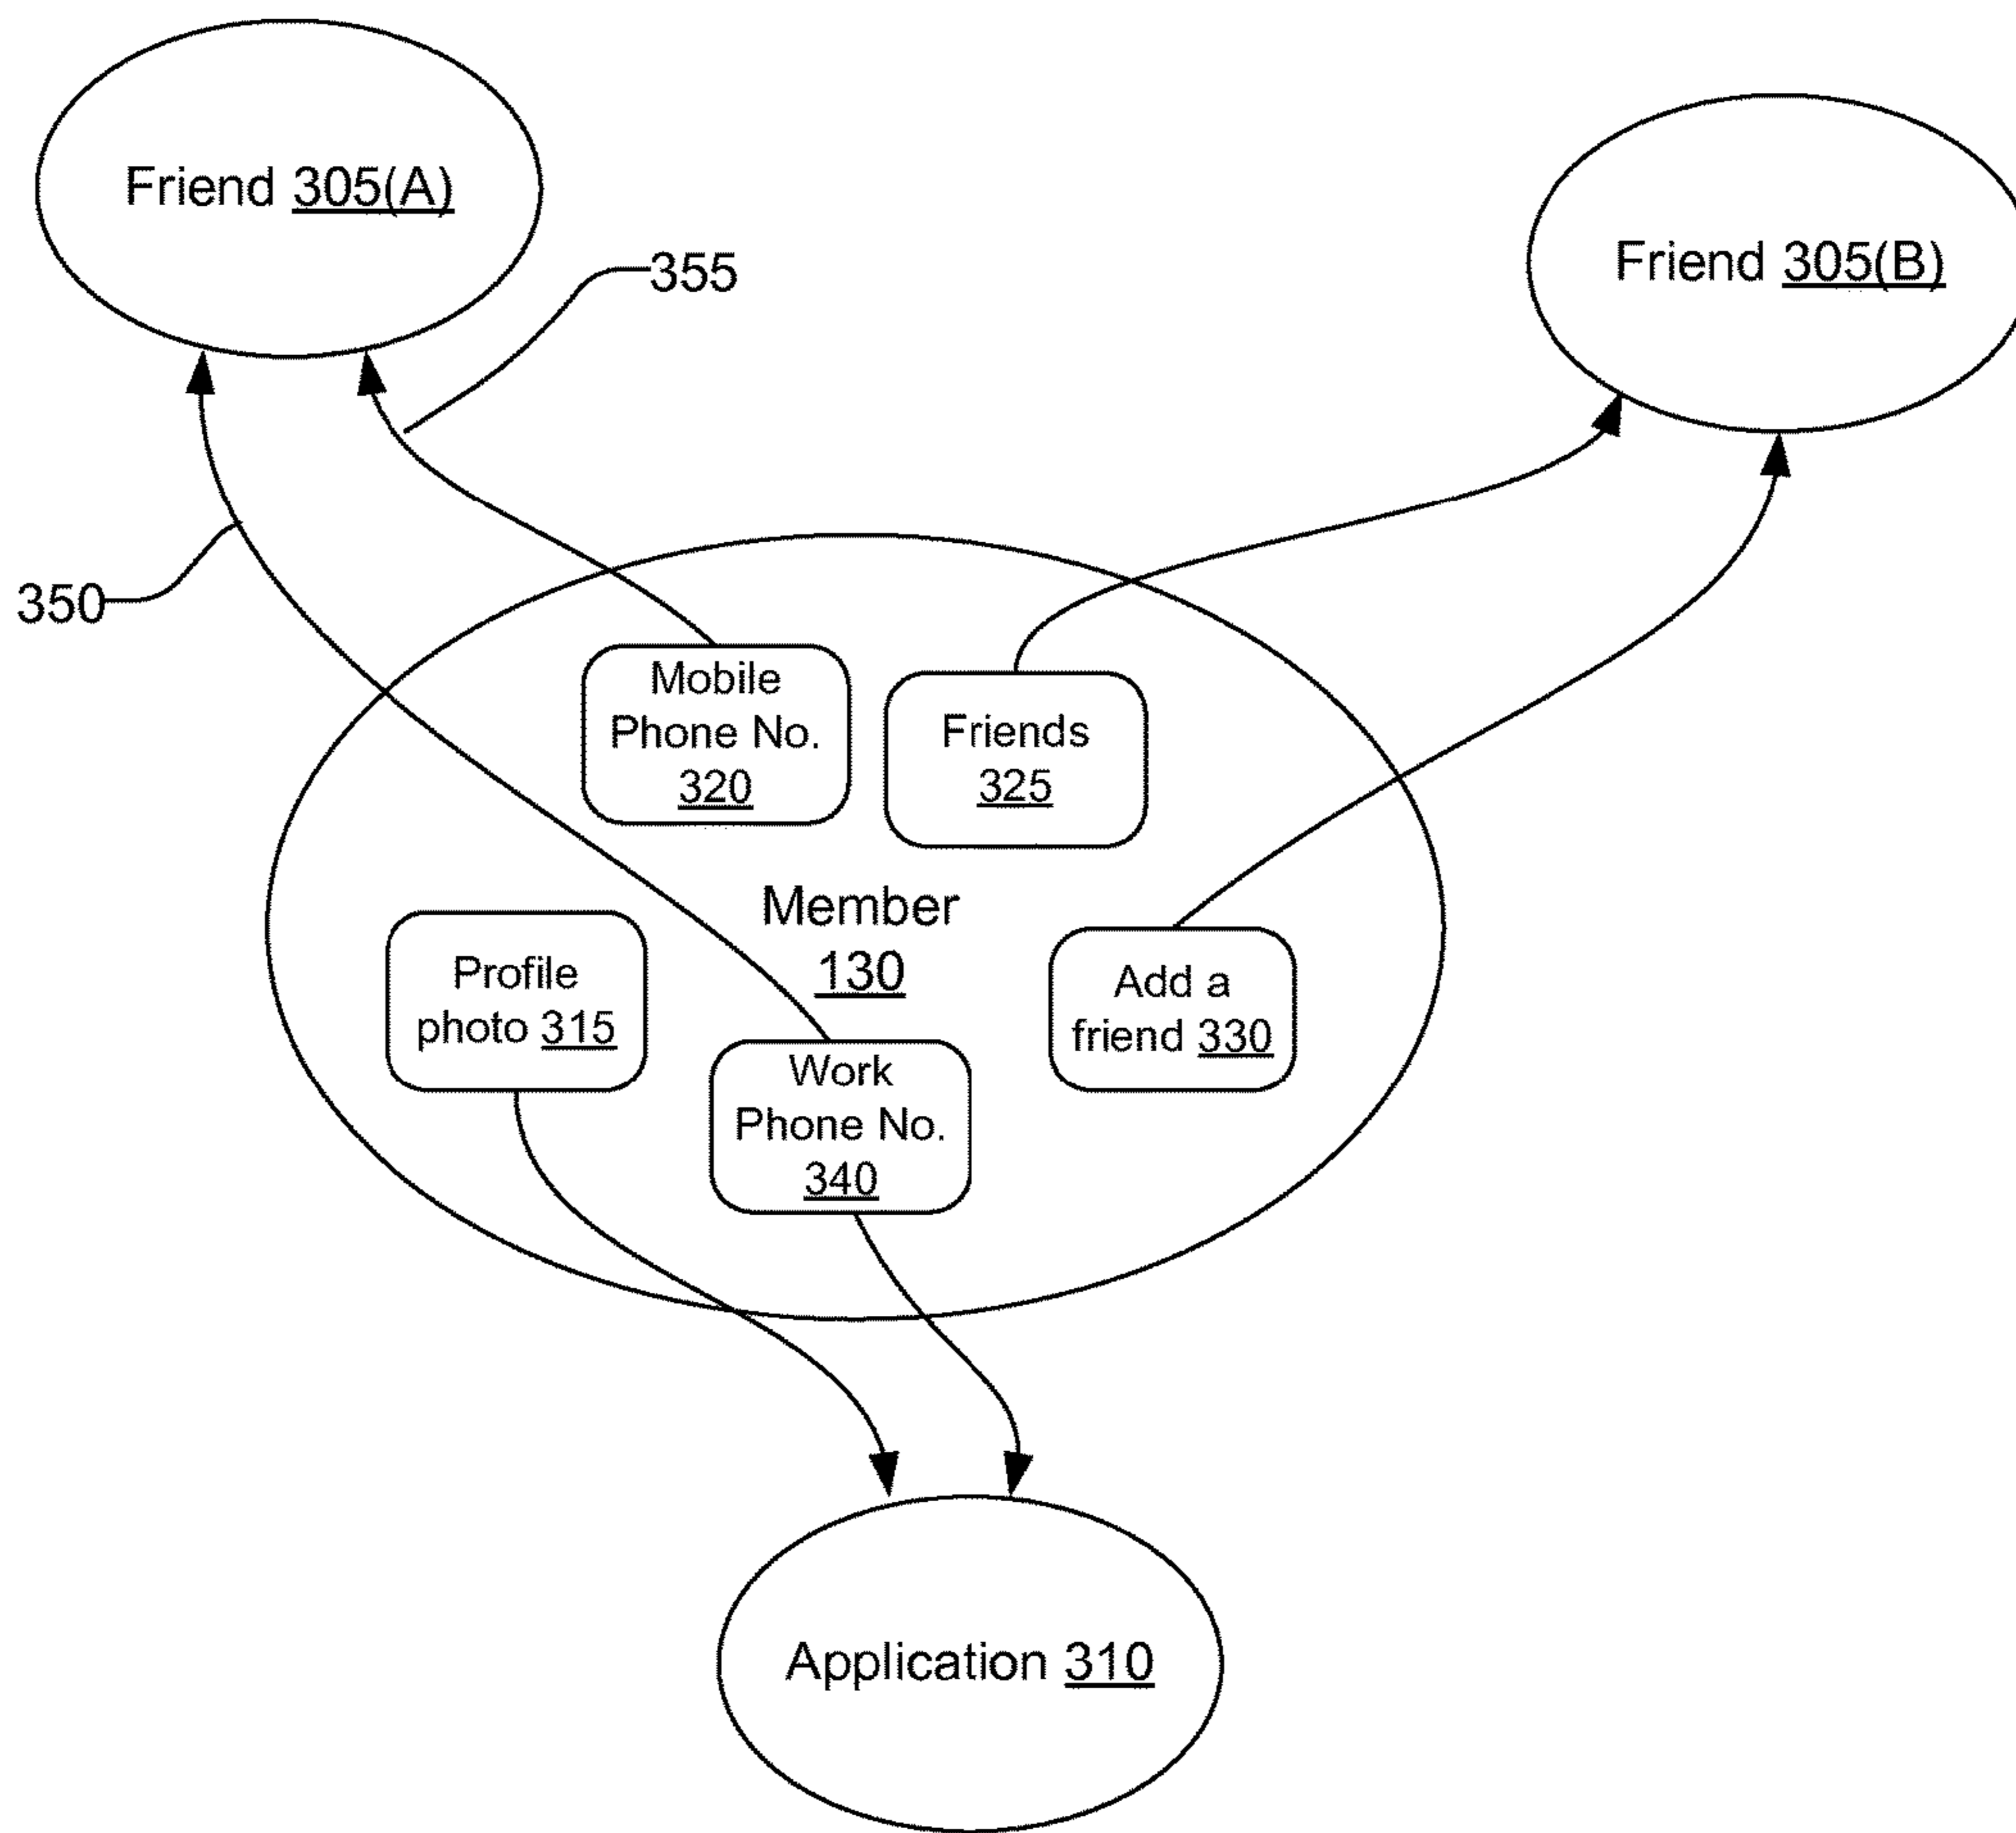 Friend 305(A)
Friend 305(B)
355
350
Mobile
Phone No.
320
Friends
325
Member
130
Profile
photo 315
Add a
friend 330
Work
Phone No.
340
Application 310